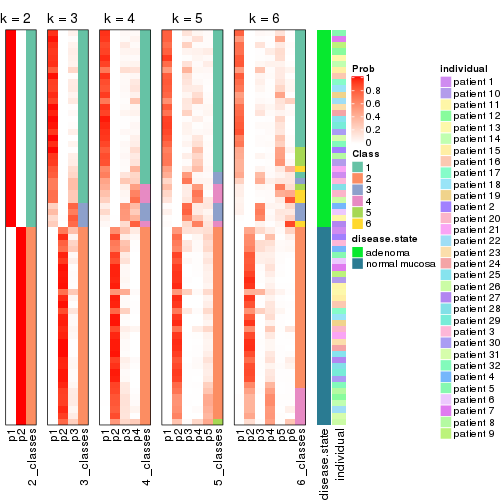 k = 2
k = 3
k = 4
k = 5
k = 6
p1
p2
2_classes
p1
p2
p3
3_classes
p1
p2
p3
p4
4_classes
p1
p2
p3
p4
p5
5_classes
p1
p2
p3
p4
p5
p6
6_classes
disease.state
individual
Prob
1
0.8
0.6
0.4
0.2
0
Class
1
2
3
4
5
6
disease.state
adenoma
normal mucosa
individual
patient 1
patient 10
patient 11
patient 12
patient 13
patient 14
patient 15
patient 16
patient 17
patient 18
patient 19
patient 2
patient 20
patient 21
patient 22
patient 23
patient 24
patient 25
patient 26
patient 27
patient 28
patient 29
patient 3
patient 30
patient 31
patient 32
patient 4
patient 5
patient 6
patient 7
patient 8
patient 9